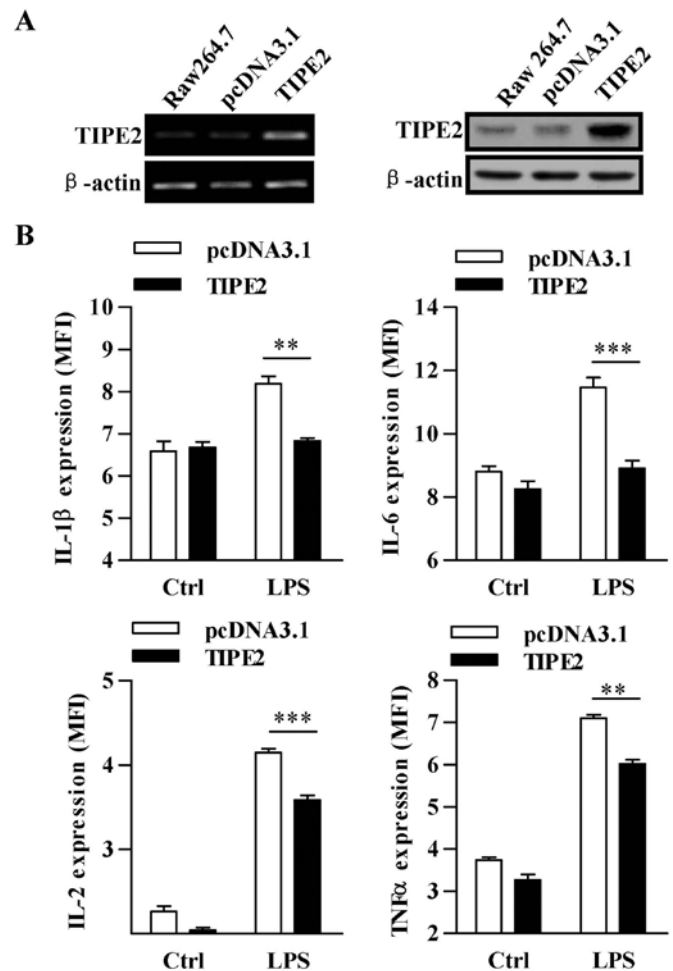 A
Raw264.7 pcDNA3.1 TIPE2
TIPE2
β-actin
Raw 264.7 pcDNA3.1 TIPE2
TIPE2
β-actin
B
pcDNA3.1
TIPE2
IL-1β expression (MFI)
10
9
8
7
6
5
4
**
Ctrl LPS
pcDNA3.1
TIPE2
IL-6 expression (MFI)
14
12
10
8
6
***
Ctrl LPS
pcDNA3.1
TIPE2
IL-2 expression (MFI)
5
4
3
***
Ctrl LPS
pcDNA3.1
TIPE2
TNFα expression (MFI)
8
7
6
5
4
3
2
**
Ctrl LPS